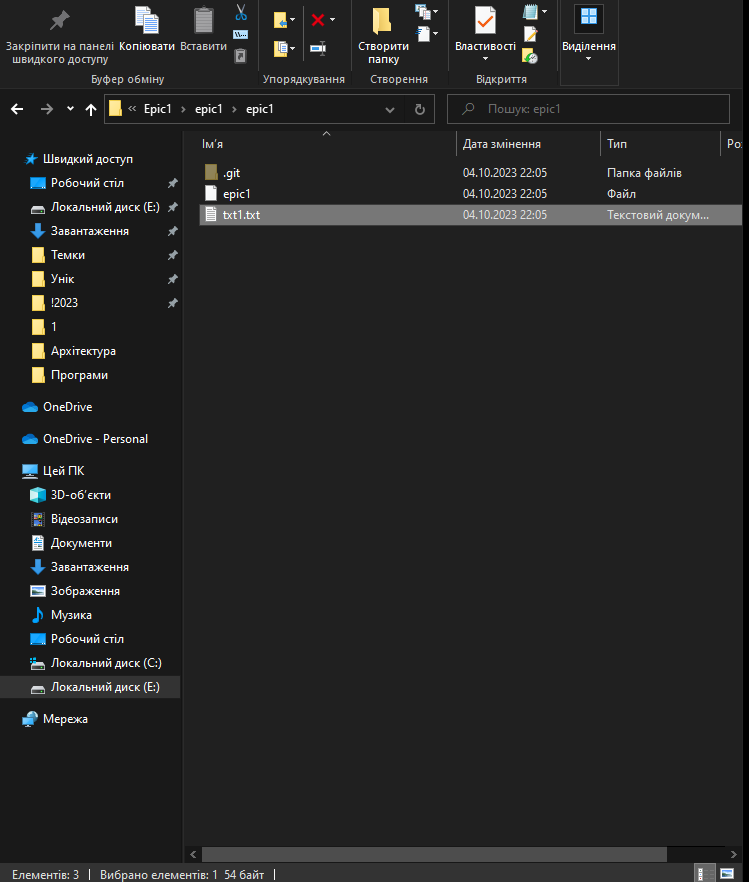 Закріпити на панелі швидкого доступу
Копіювати
Вставити
Створити папку
Властивості
Виділення
Буфер обміну
Упорядкування
Створення
Відкриття
Epic1 epic1 epic1
Пошук: epic1
Ім'я Дата змінення Тип Ро
.git 04.10.2023 22:05 Папка файлів
epic1 04.10.2023 22:05 Файл
txt1.txt 04.10.2023 22:05 Текстовий докум...
Швидкий доступ
Робочий стіл
Локальний диск (E:)
Завантаження
Темки
Унік
!2023
1
Архітектура
Програми
OneDrive
OneDrive - Personal
Цей ПК
3D-об'єкти
Відеозаписи
Документи
Завантаження
Зображення
Музика
Робочий стіл
Локальний диск (C:)
Локальний диск (E:)
Мережа
Елементів: 3 Вибрано елементів: 1 54 байт